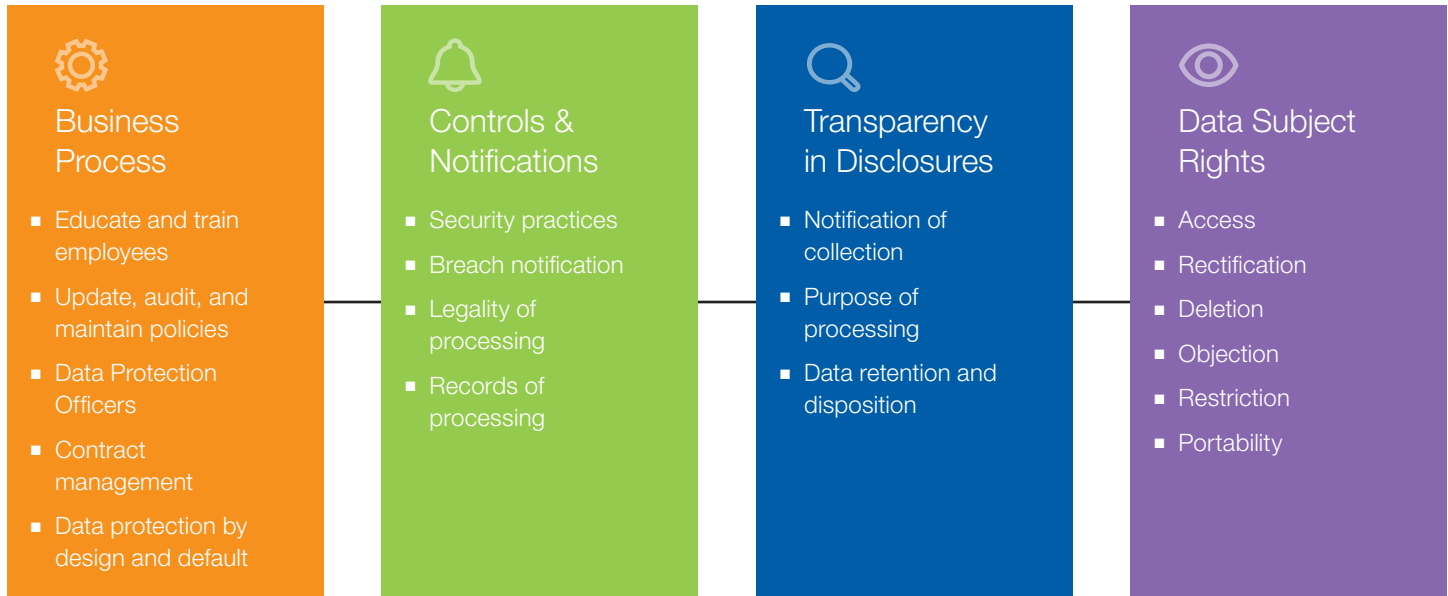 Business
Process
■ Educate and train
employees
■ Update, audit, and
maintain policies
■ Data Protection
Officers
■ Contract
management
■ Data protection by
design and default
Controls &
Notifications
■ Security practices
■ Breach notification
■ Legality of
processing
■ Records of
processing
Transparency
in Disclosures
■ Notification of
collection
■ Purpose of
processing
■ Data retention and
disposition
Data Subject
Rights
■ Access
■ Rectification
■ Deletion
■ Objection
■ Restriction
■ Portability